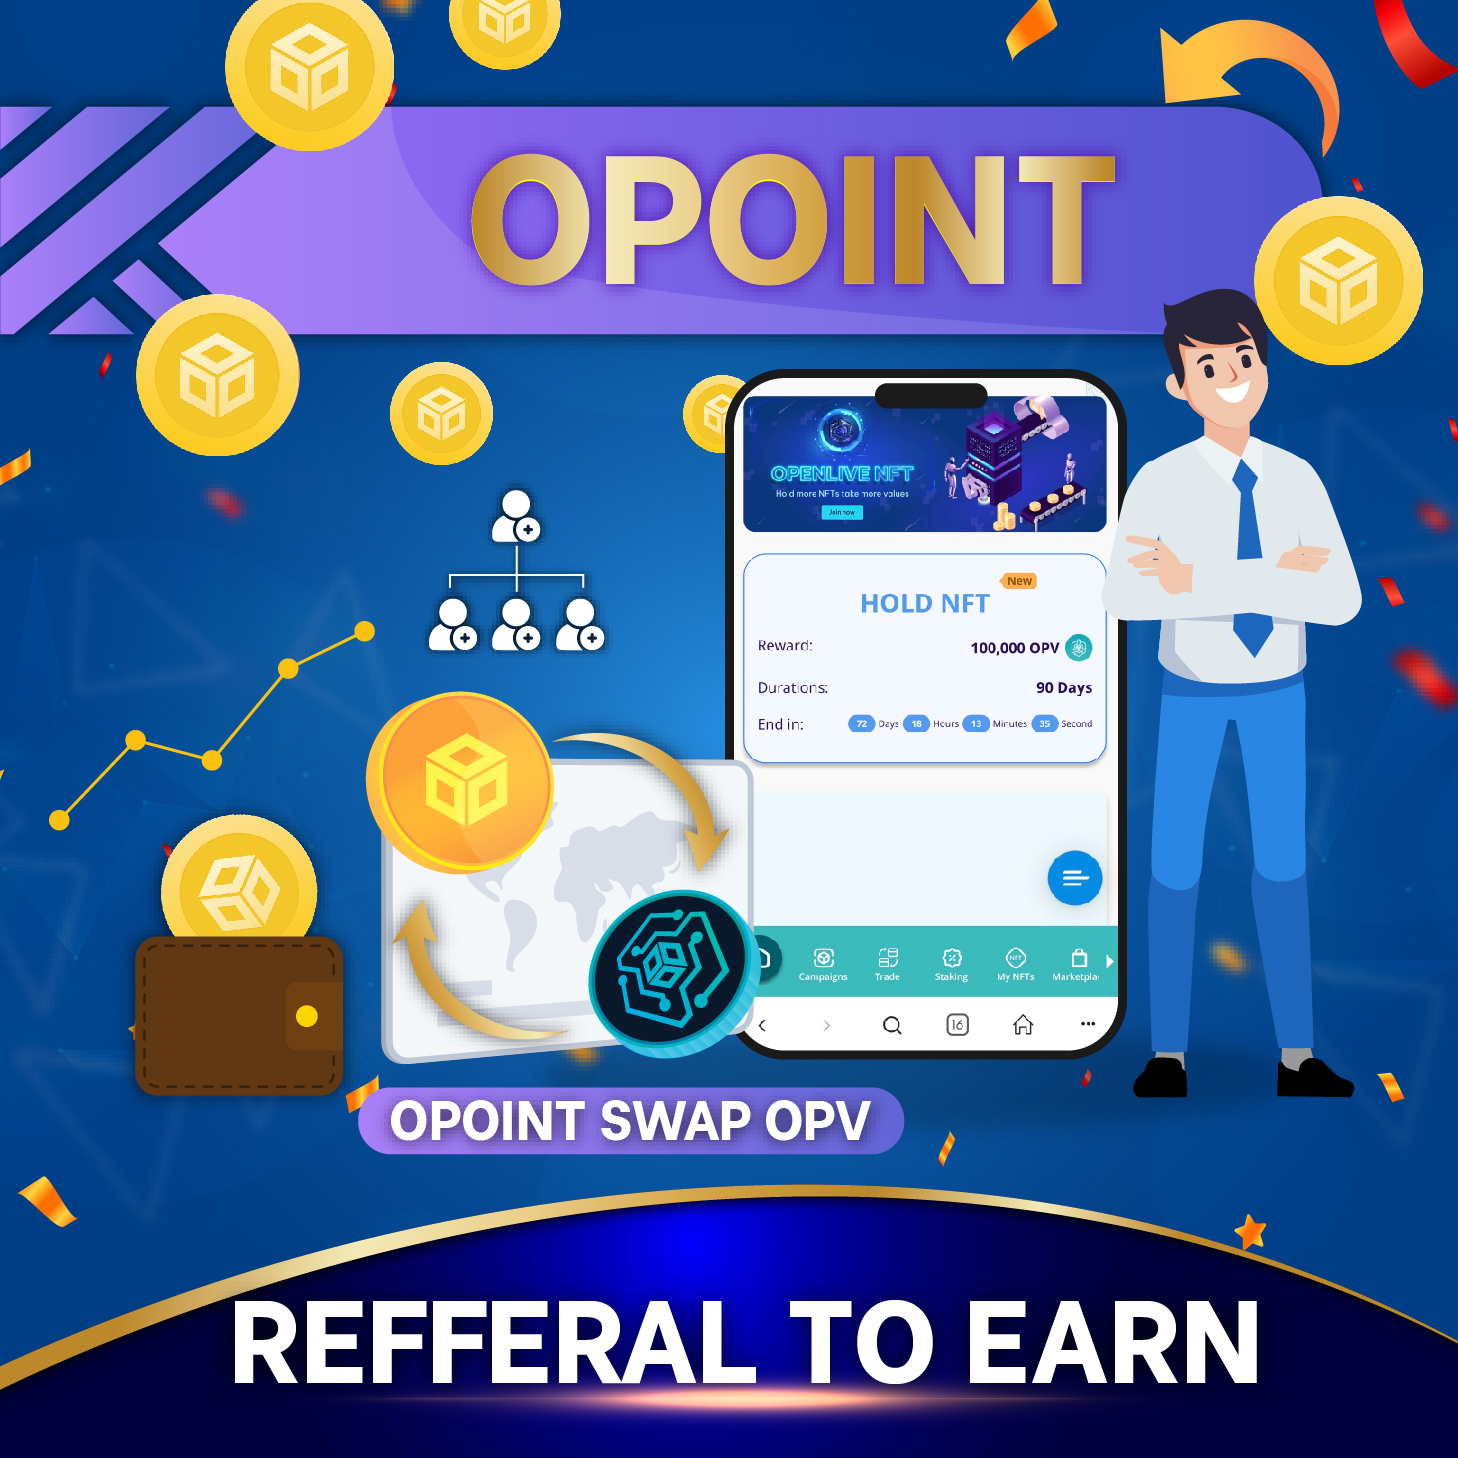 OPOINT
OPENLIVE NFT
Hold more NFTs take more values
Join now
New
HOLD NFT
Reward: 100,000 OPV
Durations: 90 Days
End in: 72 Days 18 Hours 13 Minutes 35 Second
Campaigns Trade Staking My NFTs Marketpla
16
OPOINT SWAP OPV
REFFERAL TO EARN